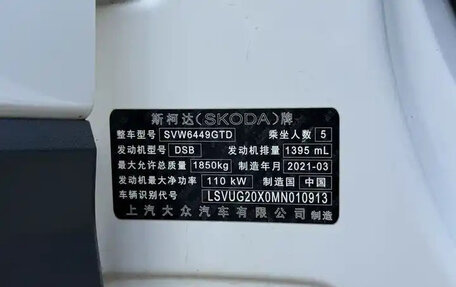 斯柯达(SKODA)牌
整车型号 SVW6449GTD 乘坐人数 5
发动机型号 DSB 发动机排量 1395 mL
最大允许总质量 1850kg 制造年月 2021-03
发动机最大净功率 110 kW 制造国 中国
车辆识别代号 LSVUG20X0MN010913
上汽大众汽车有限公司 制造